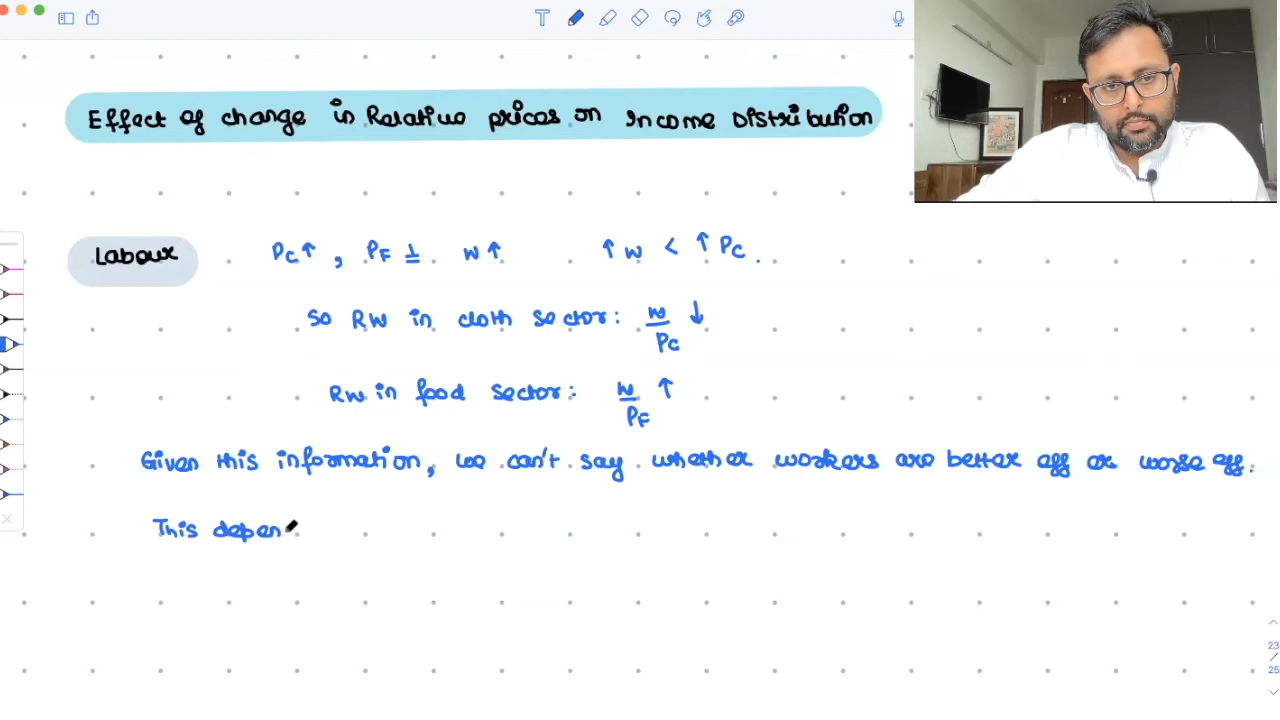 Effect of change in Relative prices on Income Distribution
Labour
PC↑ , PF ⊥ W↑ ↑W < ↑PC .
So RW in cloth sector: W/PC ↓
RW in food sector: W/PF ↑
Given this information, we can't say whether workers are better off or worse off.
This depen
23
/
25